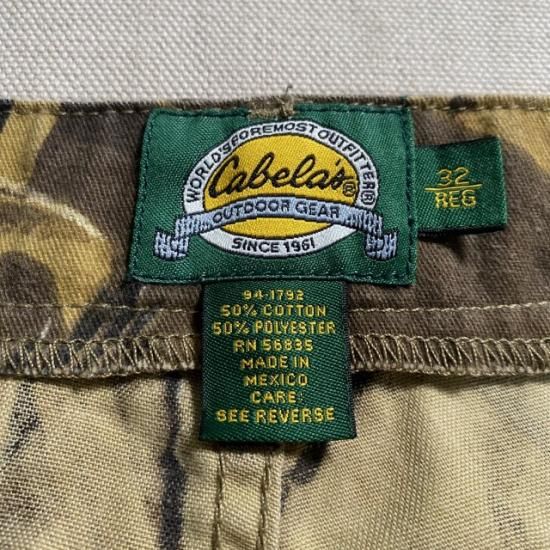 WORLD'S FOREMOST OUTFITTER®
Cabela's®
OUTDOOR GEAR
SINCE 1961
32
REG
94-1792
50% COTTON
50% POLYESTER
RN 56835
MADE IN
MEXICO
CARE:
SEE REVERSE